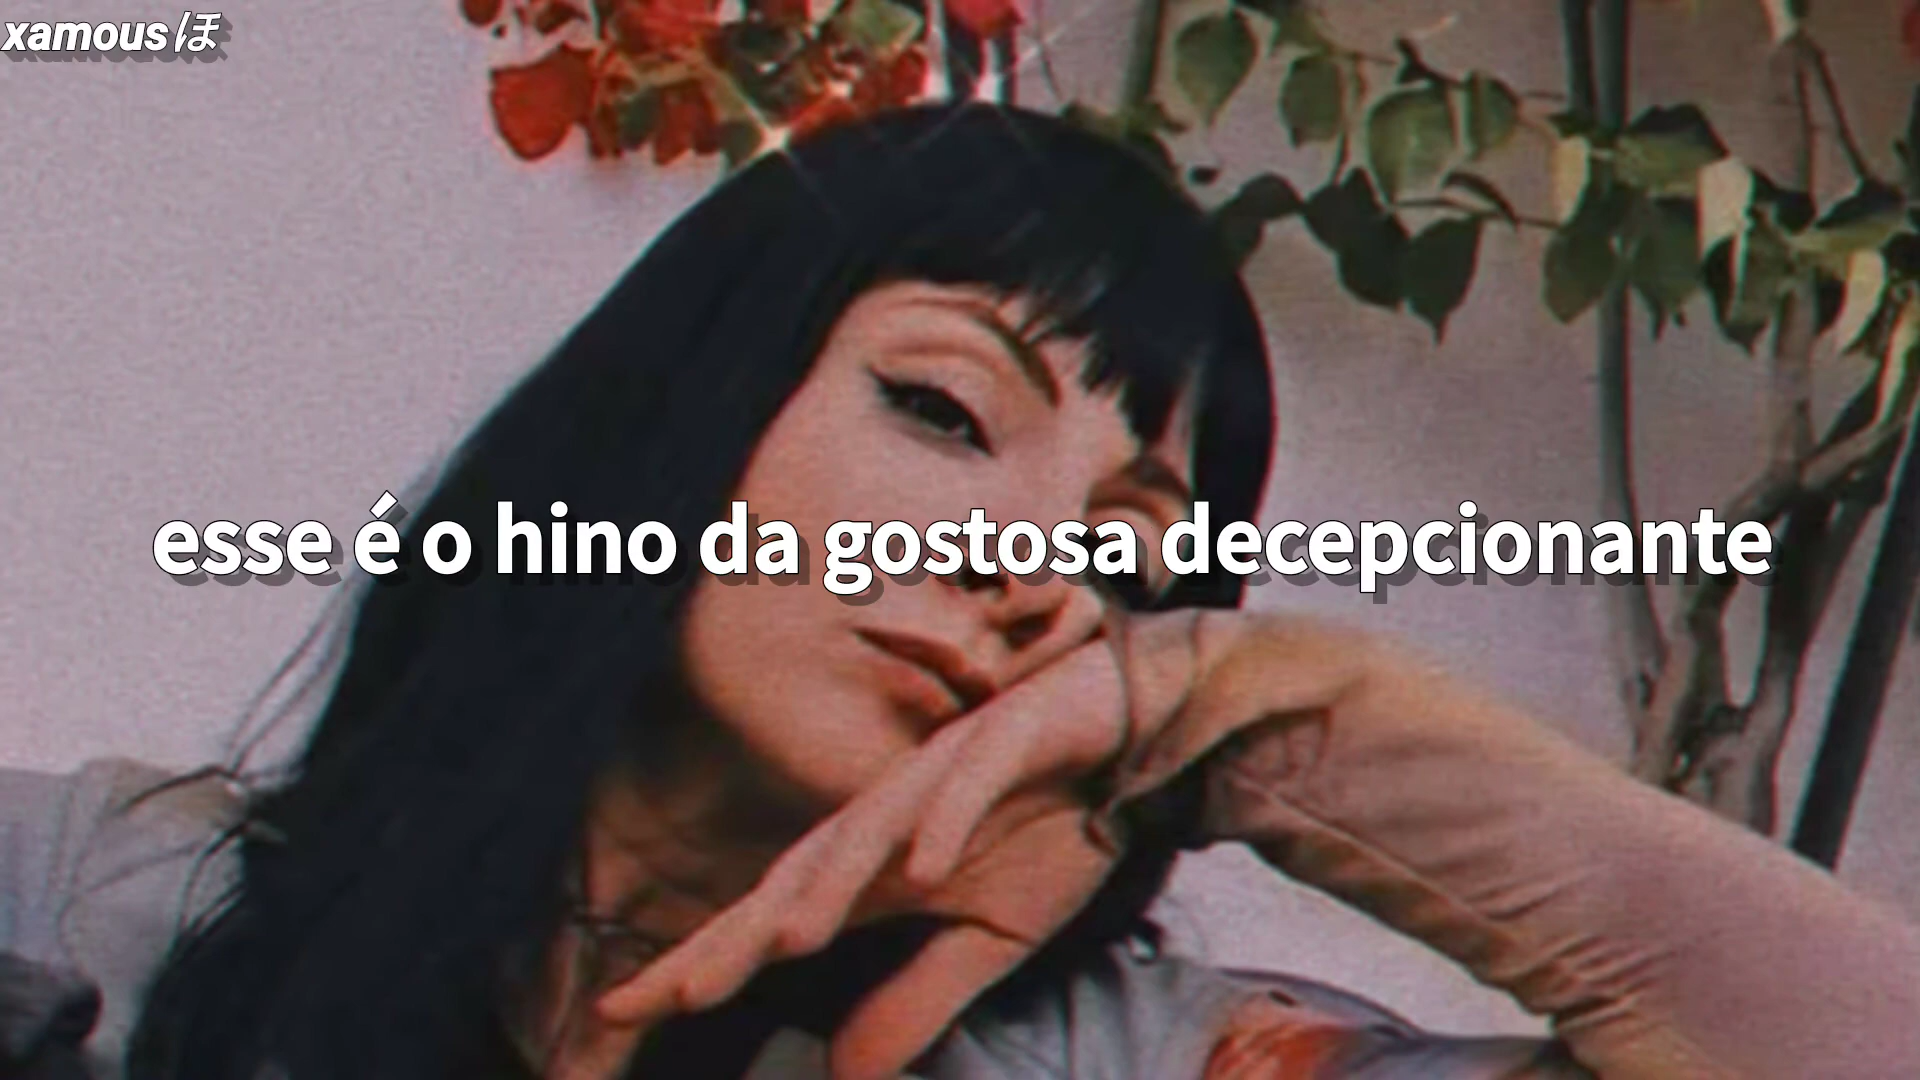 xamousほ
esse é o hino da gostosa decepcionante